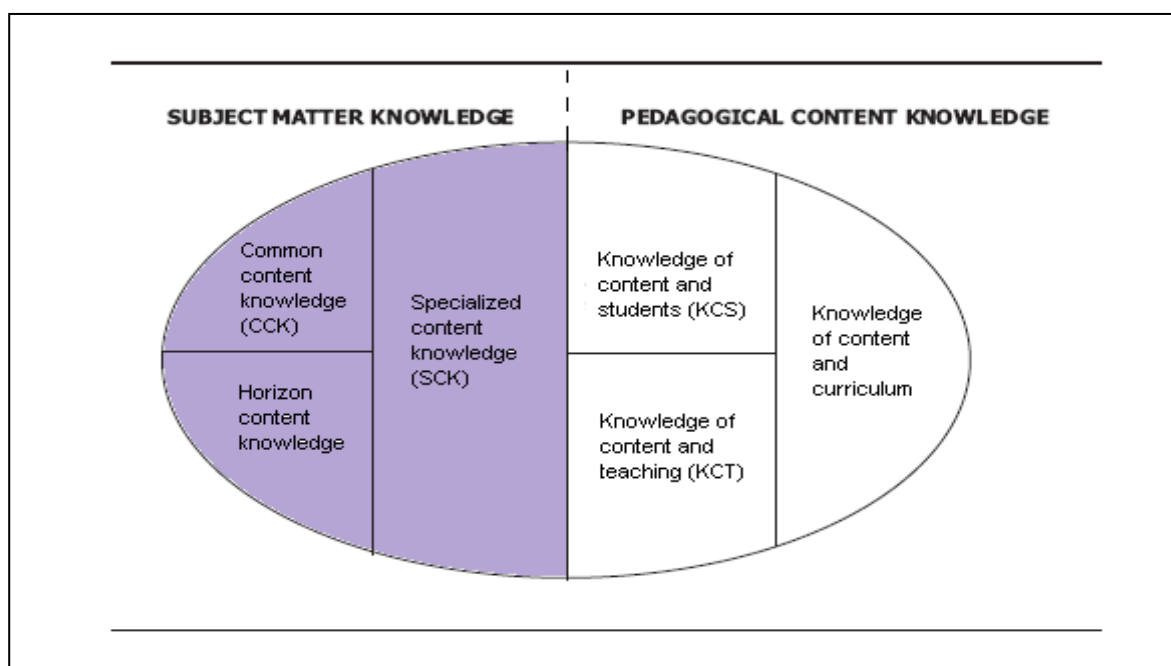 SUBJECT MATTER KNOWLEDGE
PEDAGOGICAL CONTENT KNOWLEDGE
Common
content
knowledge
(CCK)
Horizon
content
knowledge
Specialized
content
knowledge
(SCK)
Knowledge of
content and
students (KCS)
Knowledge of
content and
teaching (KCT)
Knowledge
of content
and
curriculum